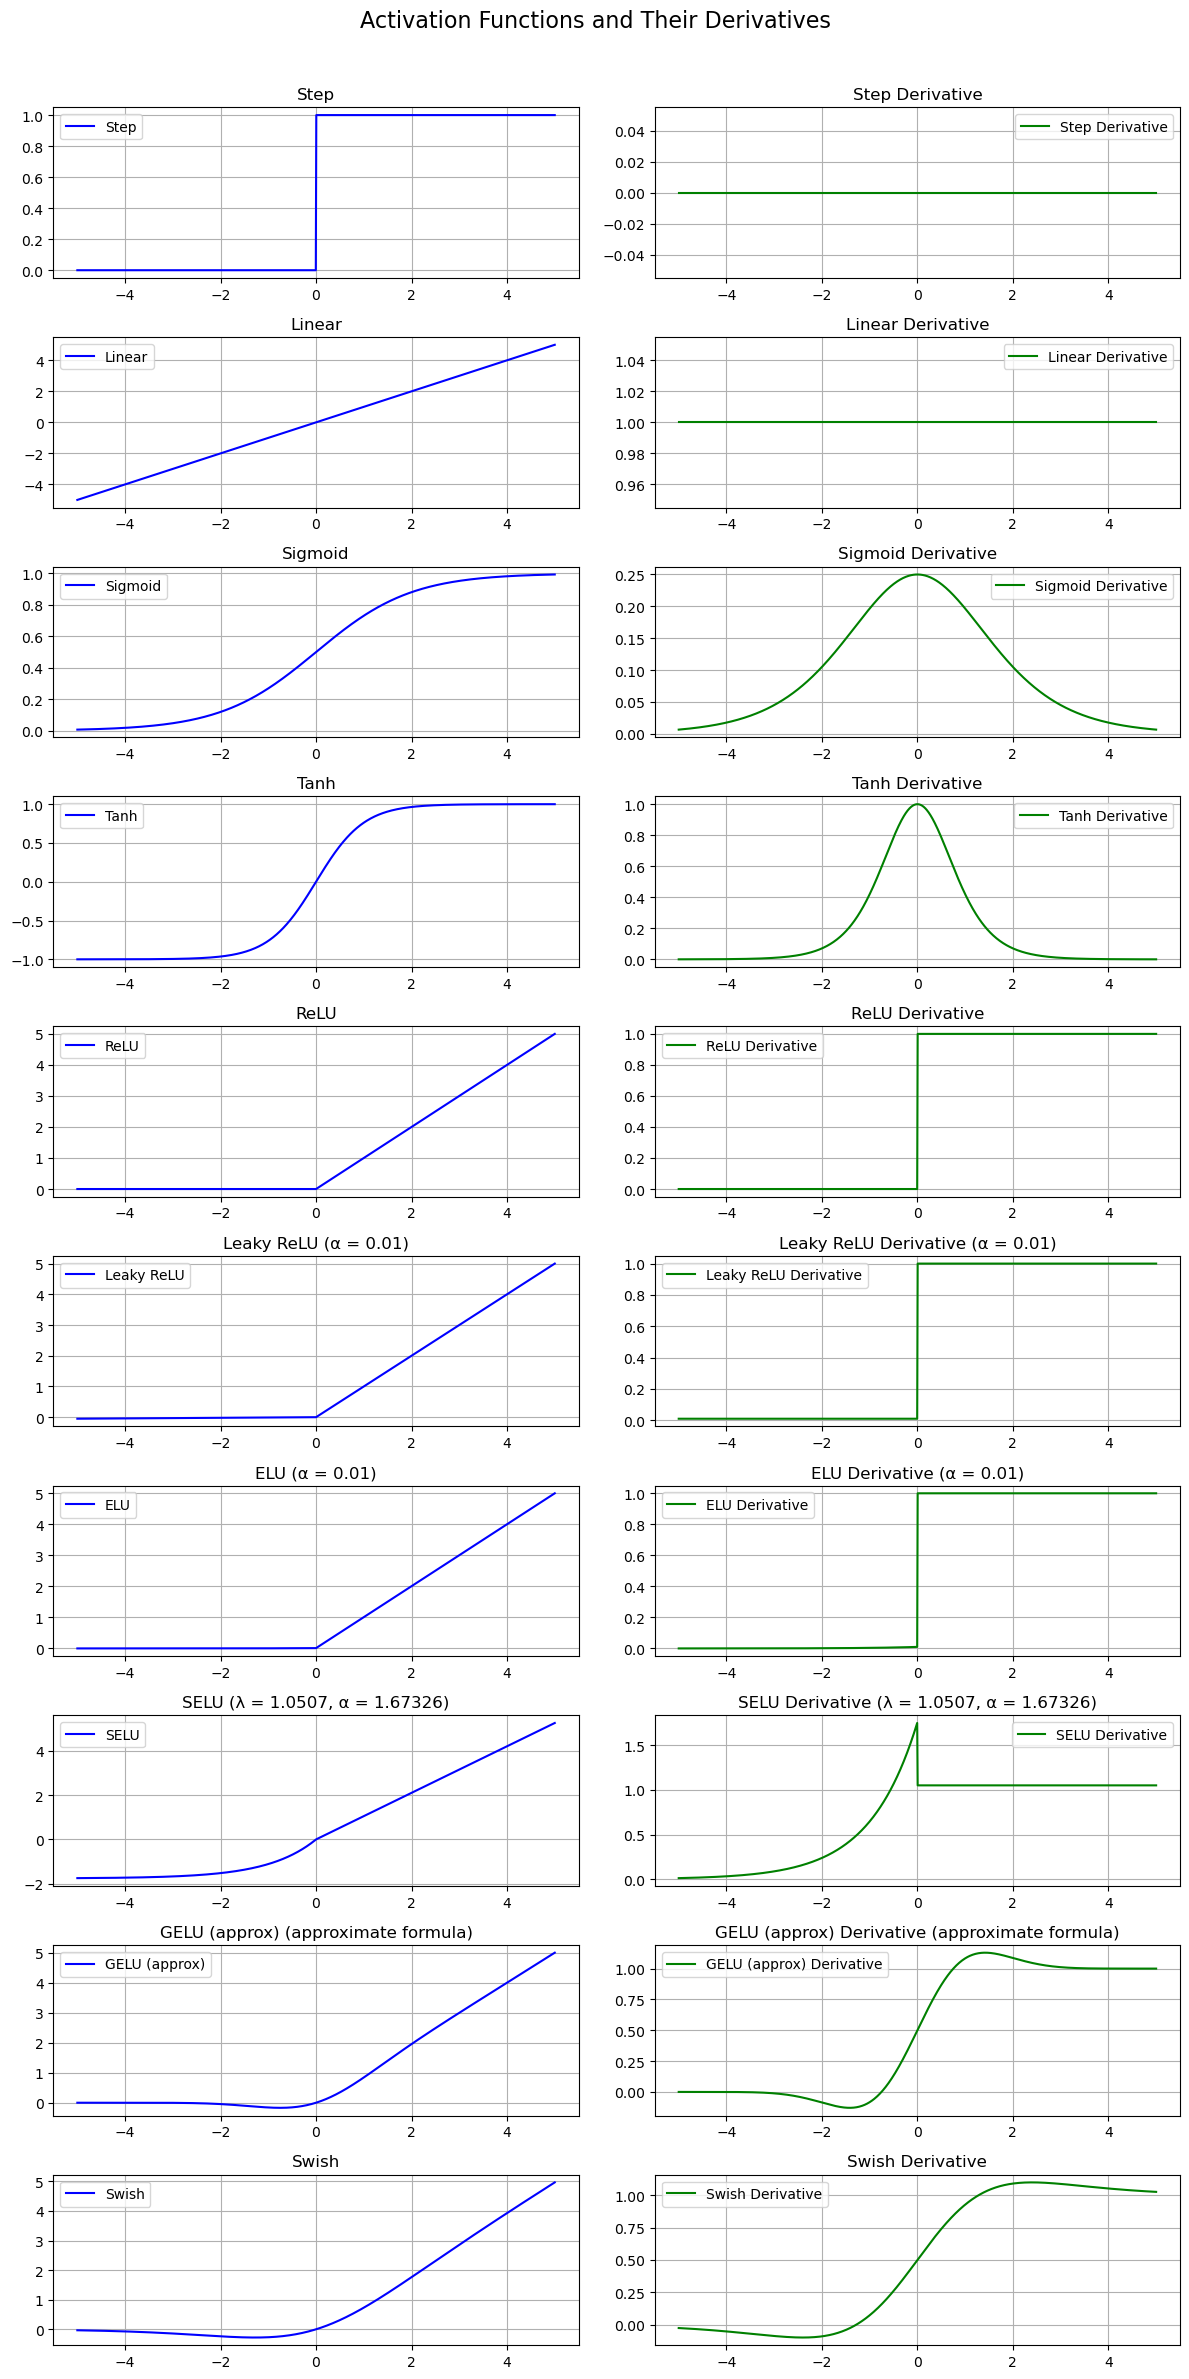 Activation Functions and Their Derivatives
Step
Step
1.0
0.8
0.6
0.4
0.2
0.0
−4 −2 0 2 4
Step Derivative
Step Derivative
0.04
0.02
0.00
−0.02
−0.04
−4 −2 0 2 4
Linear
Linear
4
2
0
−2
−4
−4 −2 0 2 4
Linear Derivative
Linear Derivative
1.04
1.02
1.00
0.98
0.96
−4 −2 0 2 4
Sigmoid
Sigmoid
1.0
0.8
0.6
0.4
0.2
0.0
−4 −2 0 2 4
Sigmoid Derivative
Sigmoid Derivative
0.25
0.20
0.15
0.10
0.05
0.00
−4 −2 0 2 4
Tanh
Tanh
1.0
0.5
0.0
−0.5
−1.0
−4 −2 0 2 4
Tanh Derivative
Tanh Derivative
1.0
0.8
0.6
0.4
0.2
0.0
−4 −2 0 2 4
ReLU
ReLU
5
4
3
2
1
0
−4 −2 0 2 4
ReLU Derivative
ReLU Derivative
1.0
0.8
0.6
0.4
0.2
0.0
−4 −2 0 2 4
Leaky ReLU (α = 0.01)
Leaky ReLU
5
4
3
2
1
0
−4 −2 0 2 4
Leaky ReLU Derivative (α = 0.01)
Leaky ReLU Derivative
1.0
0.8
0.6
0.4
0.2
0.0
−4 −2 0 2 4
ELU (α = 0.01)
ELU
5
4
3
2
1
0
−4 −2 0 2 4
ELU Derivative (α = 0.01)
ELU Derivative
1.0
0.8
0.6
0.4
0.2
0.0
−4 −2 0 2 4
SELU (λ = 1.0507, α = 1.67326)
SELU
4
2
0
−2
−4 −2 0 2 4
SELU Derivative (λ = 1.0507, α = 1.67326)
SELU Derivative
1.5
1.0
0.5
0.0
−4 −2 0 2 4
GELU (approx) (approximate formula)
GELU (approx)
5
4
3
2
1
0
−4 −2 0 2 4
GELU (approx) Derivative (approximate formula)
GELU (approx) Derivative
1.00
0.75
0.50
0.25
0.00
−4 −2 0 2 4
Swish
Swish
5
4
3
2
1
0
−4 −2 0 2 4
Swish Derivative
Swish Derivative
1.00
0.75
0.50
0.25
0.00
−4 −2 0 2 4